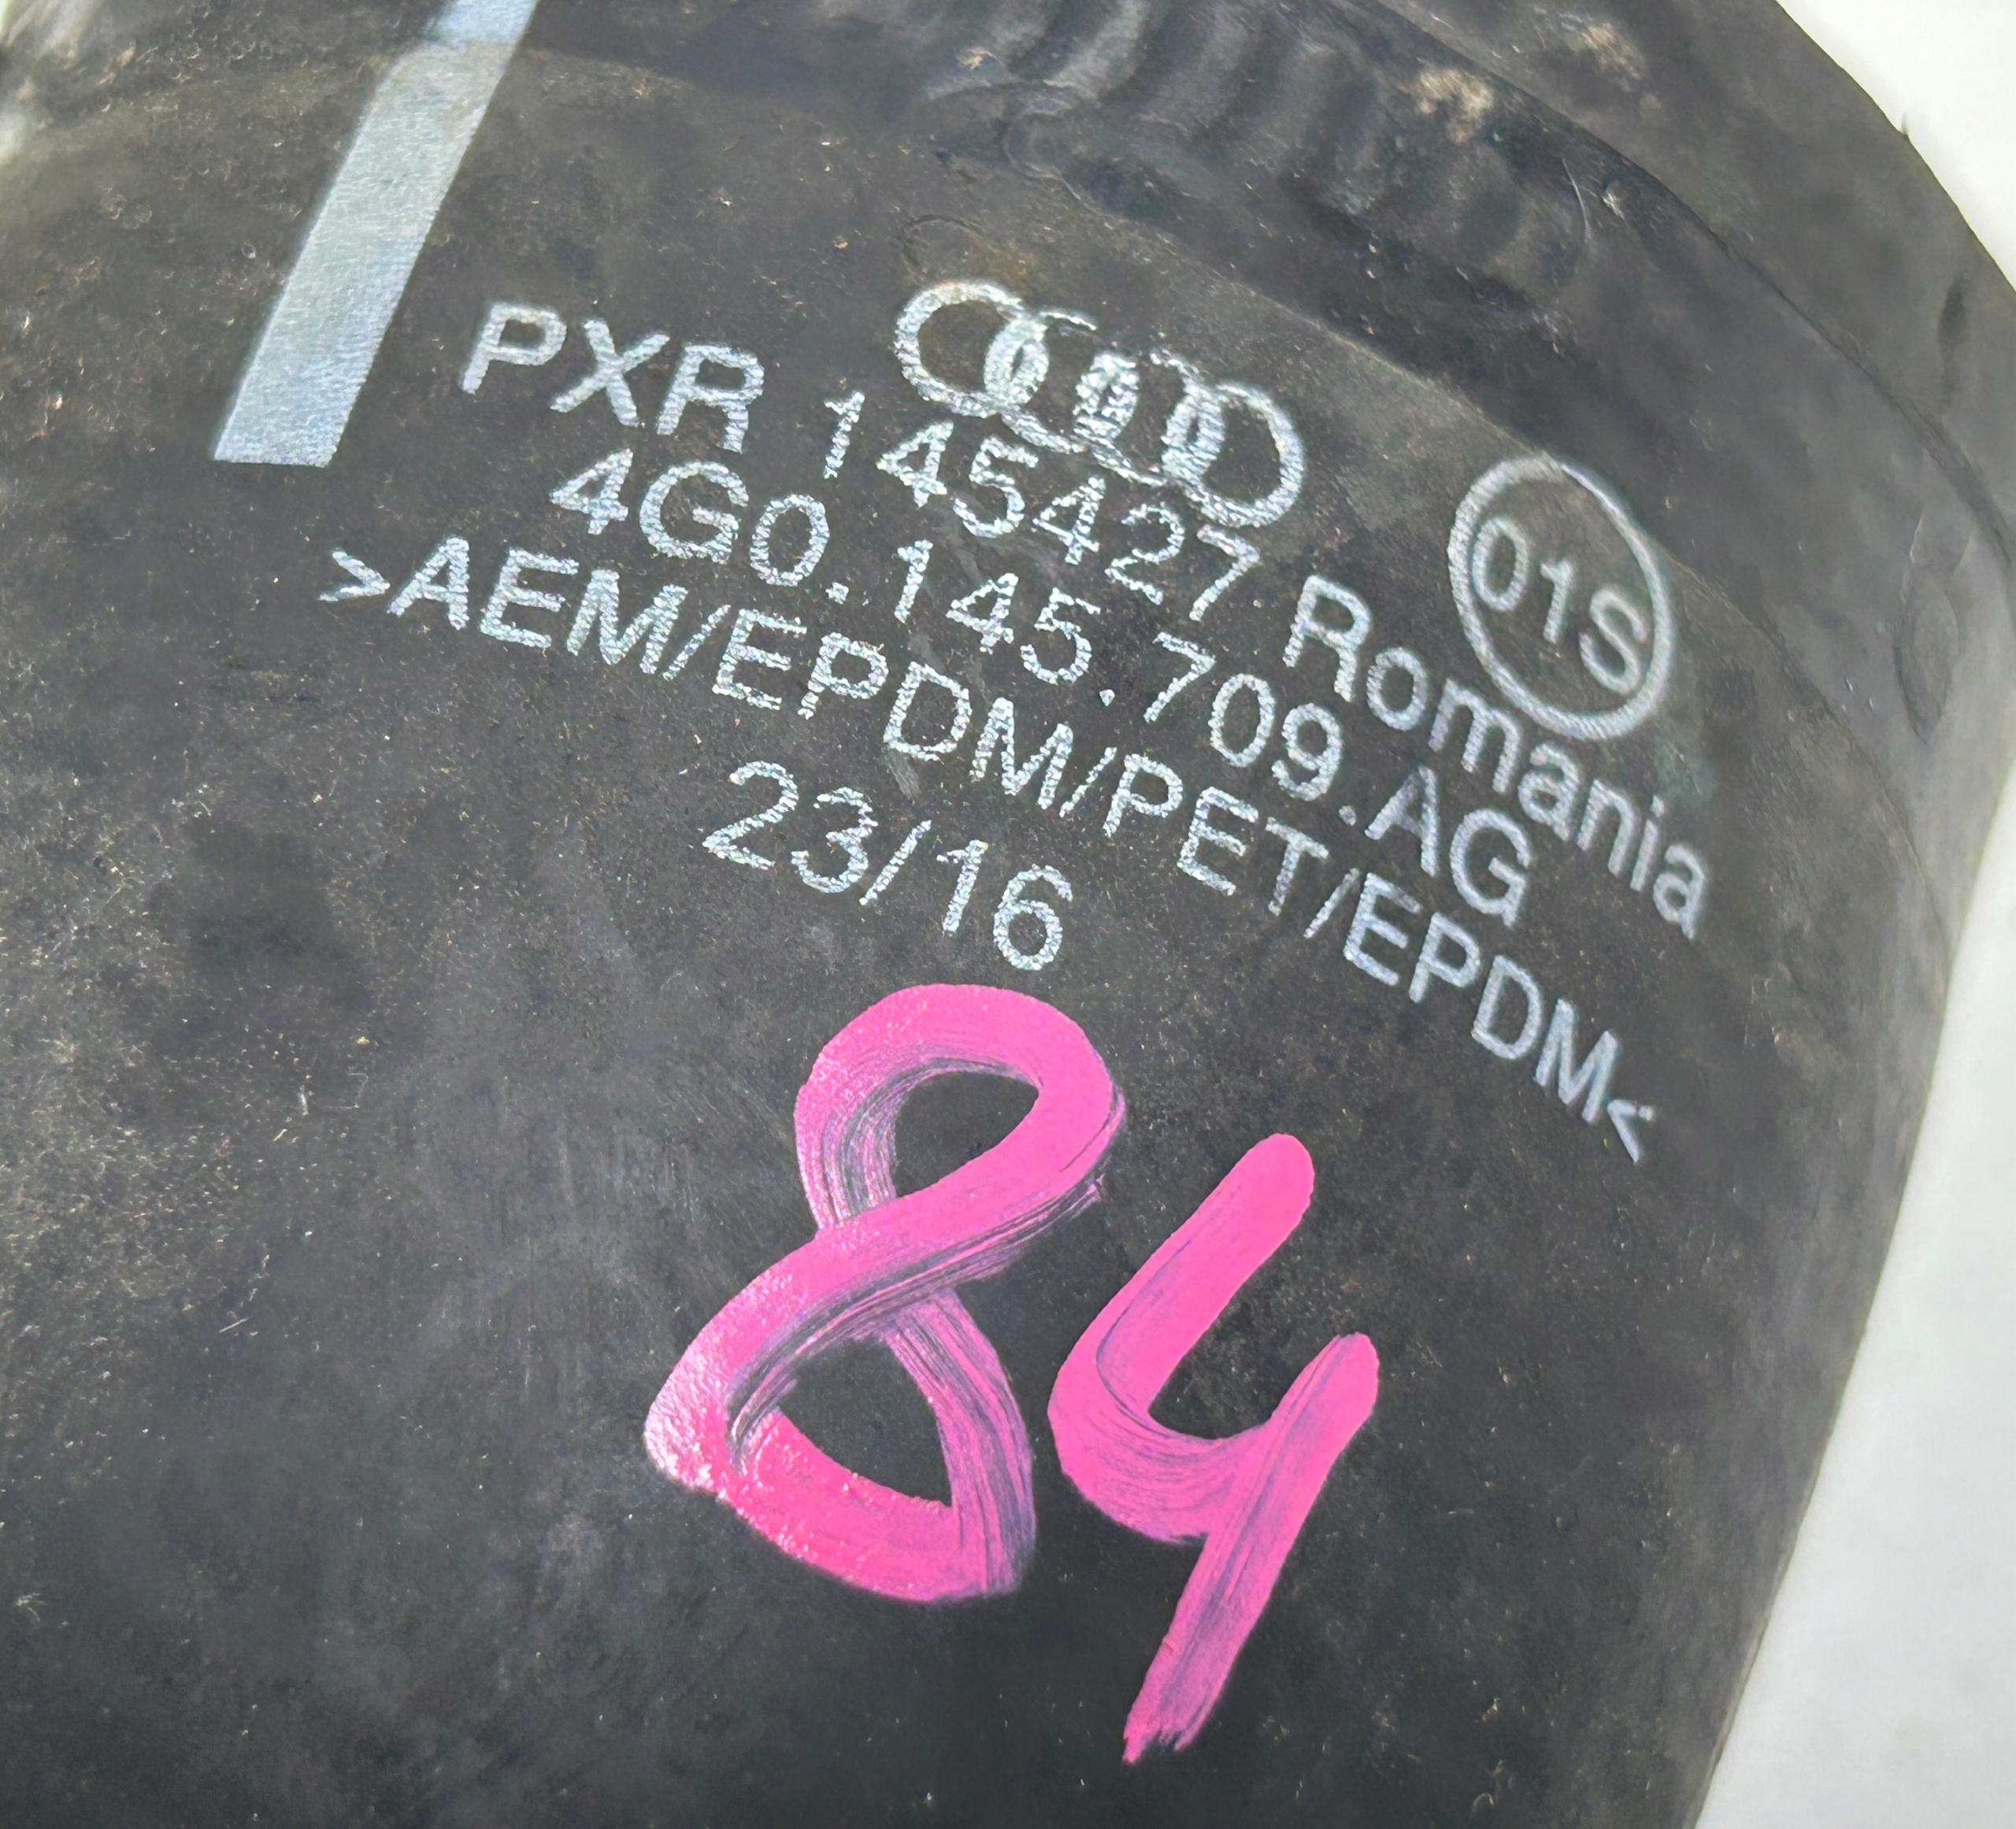 01S
PXR 145427 Romania
4G0.145.709.AG
>AEM/EPDM/PET/EPDM<
23/16
84